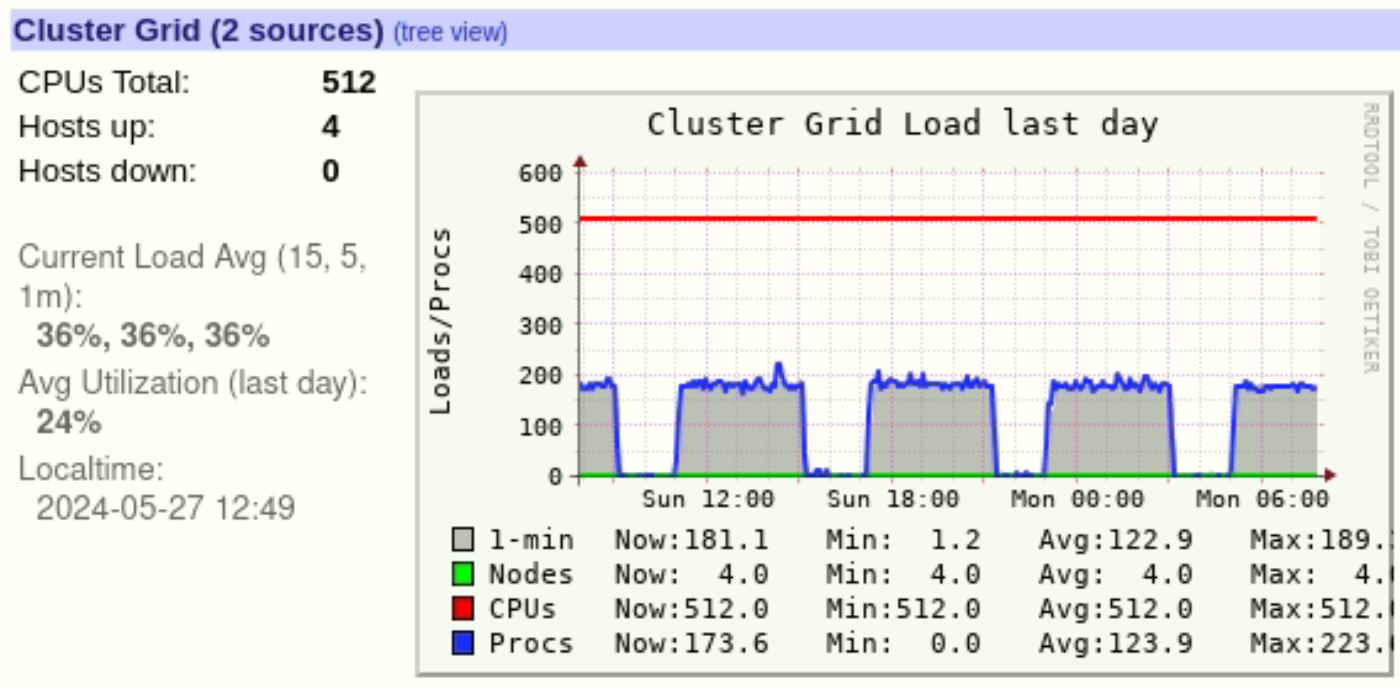 Cluster Grid (2 sources) (tree view)
CPUs Total: 512
Hosts up: 4
Hosts down: 0
Current Load Avg (15, 5,
1m):
36%, 36%, 36%
Avg Utilization (last day):
24%
Localtime:
2024-05-27 12:49
Cluster Grid Load last day
RRDTOOL / TOBI OETIKER
Loads/Procs
600
500
400
300
200
100
0
Sun 12:00 Sun 18:00 Mon 00:00 Mon 06:00
1-min Now:181.1 Min: 1.2 Avg:122.9 Max:189.
Nodes Now: 4.0 Min: 4.0 Avg: 4.0 Max: 4.
CPUs Now:512.0 Min:512.0 Avg:512.0 Max:512.
Procs Now:173.6 Min: 0.0 Avg:123.9 Max:223.